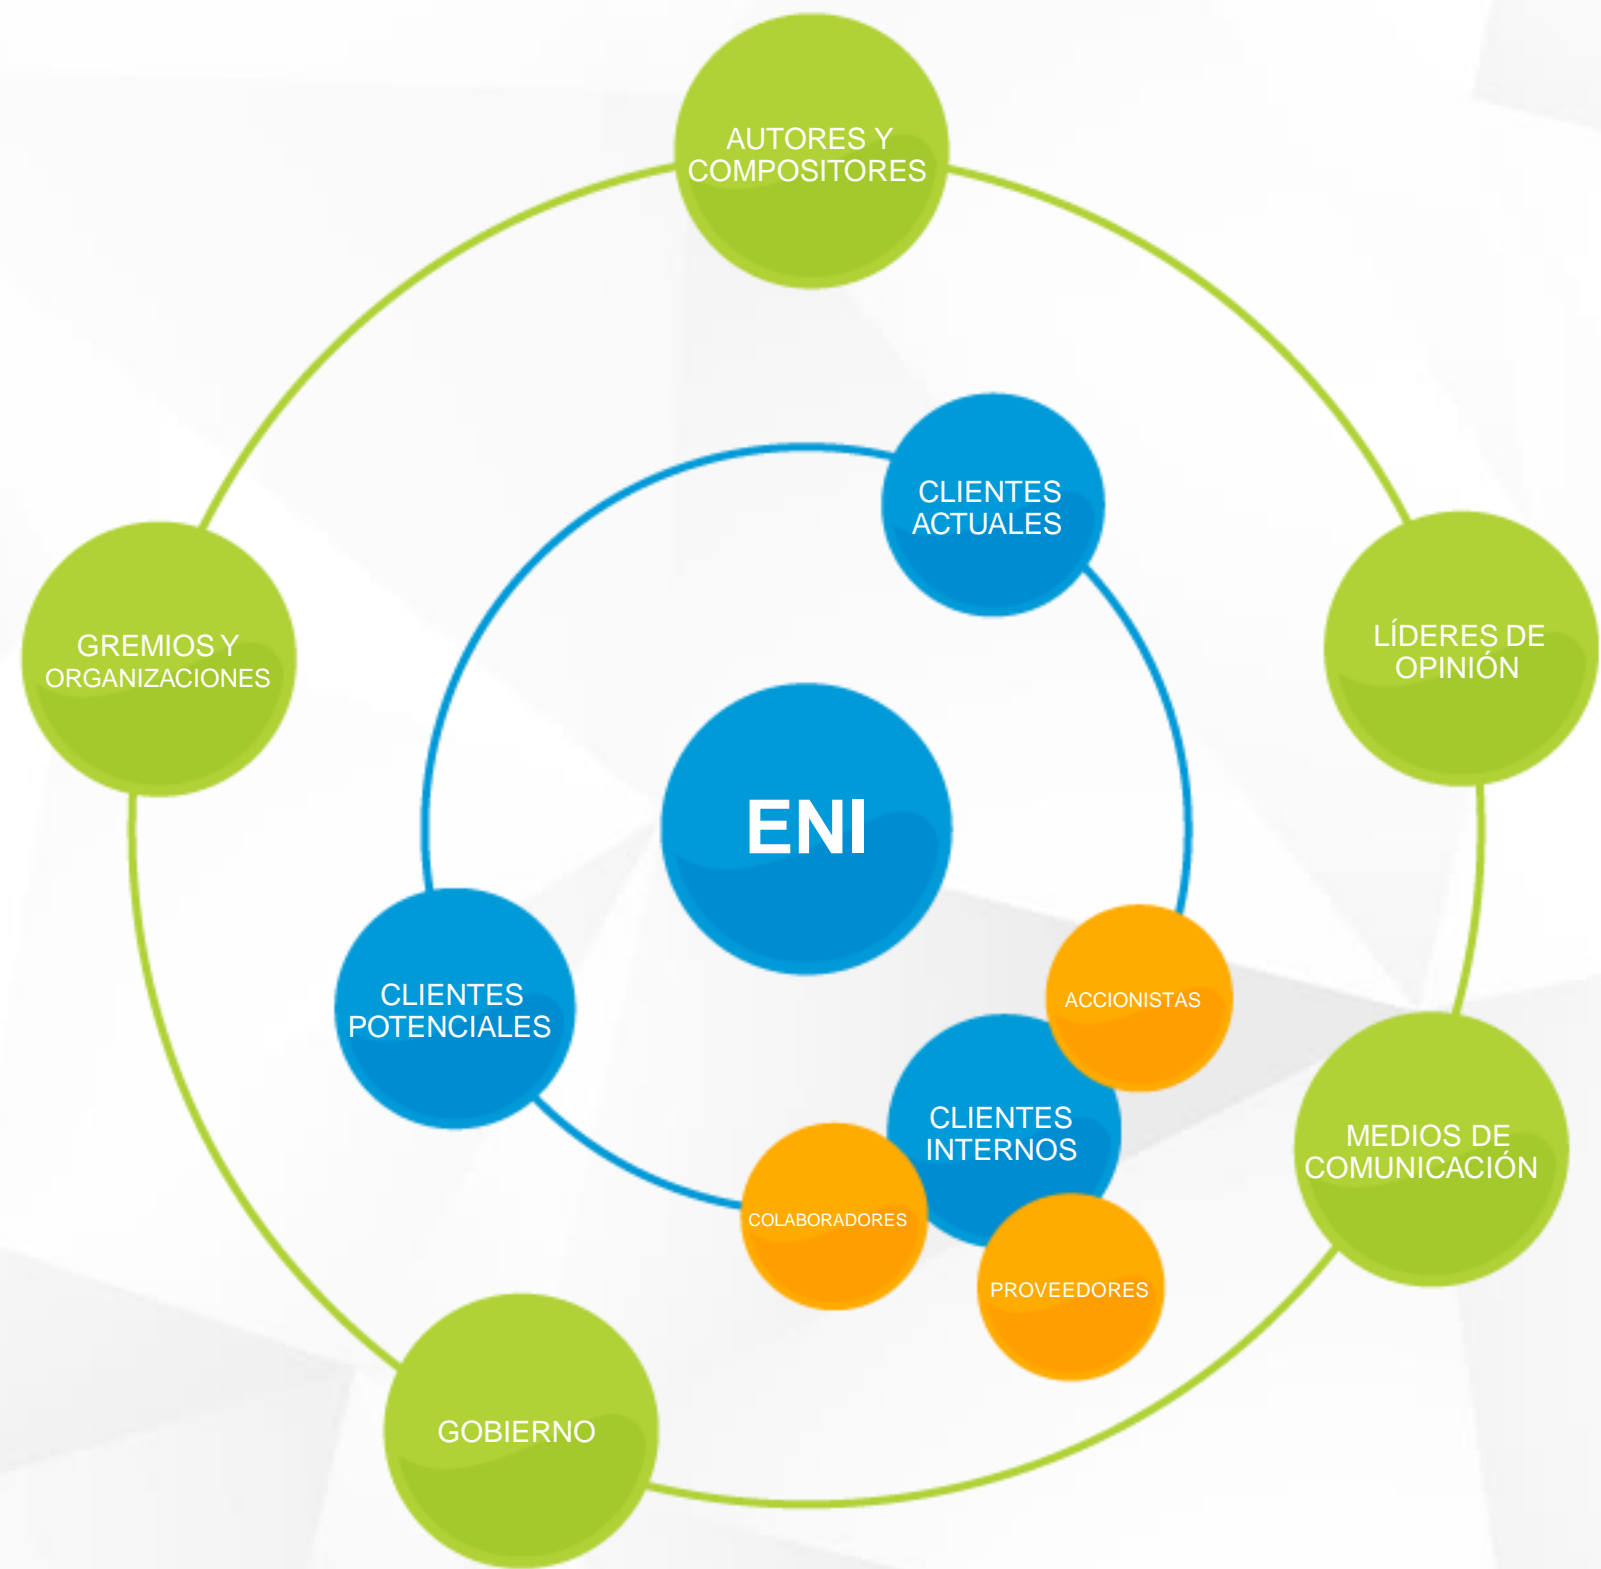 AUTORES Y
COMPOSITORES
CLIENTES
ACTUALES
GREMIOS Y
ORGANIZACIONES
LÍDERES DE
OPINIÓN
ENI
CLIENTES
POTENCIALES
ACCIONISTAS
CLIENTES
INTERNOS
MEDIOS DE
COMUNICACIÓN
COLABORADORES
PROVEEDORES
GOBIERNO